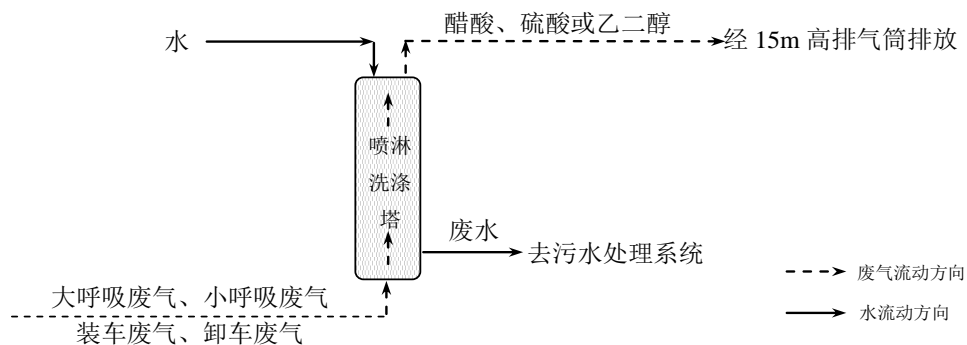 醋酸、硫酸或乙二醇
水
经 15m 高排气筒排放
喷淋
洗涤
塔
废水
去污水处理系统
废气流动方向
大呼吸废气、小呼吸废气
装车废气、卸车废气
水流动方向